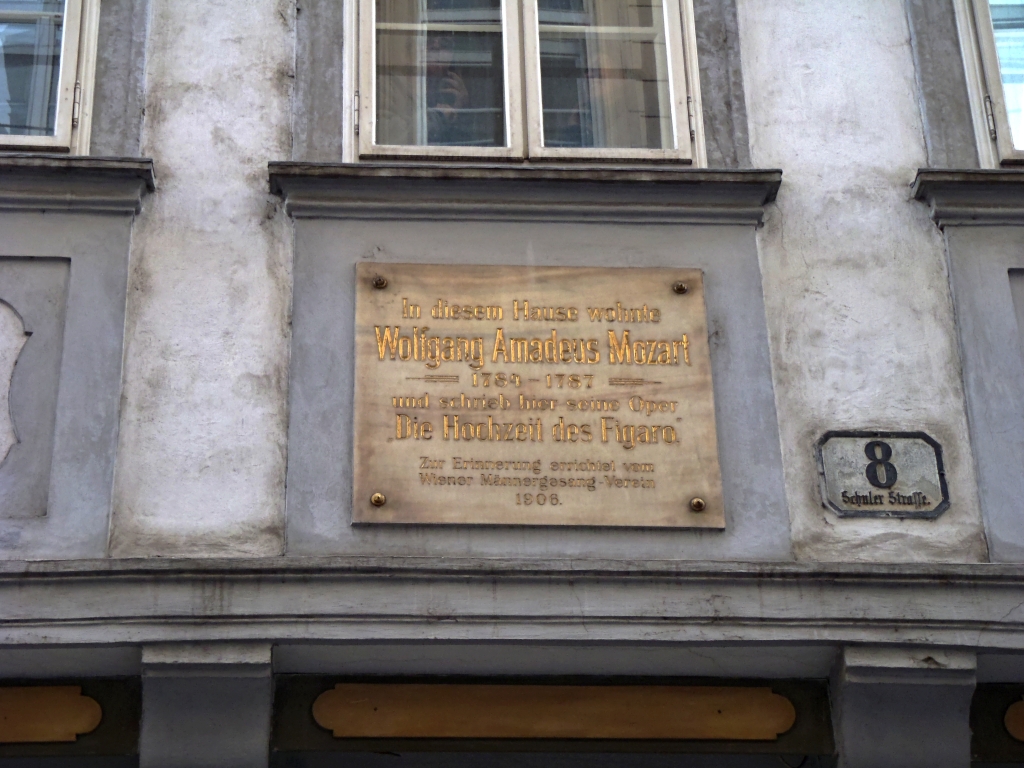 In diesem Hause wohnte
Wolfgang Amadeus Mozart
1784 – 1787
und schrieb hier seine Oper
„Die Hochzeit des Figaro.“
Zur Erinnerung errichtet vom
Wiener Männergesang-Verein
1906.
8
Schuler Straße.